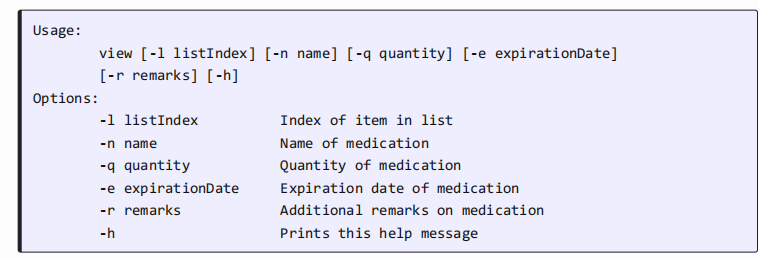 Usage:
view [-l listIndex] [-n name] [-q quantity] [-e expirationDate]
[-r remarks] [-h]
Options:
-l listIndex Index of item in list
-n name Name of medication
-q quantity Quantity of medication
-e expirationDate Expiration date of medication
-r remarks Additional remarks on medication
-h Prints this help message